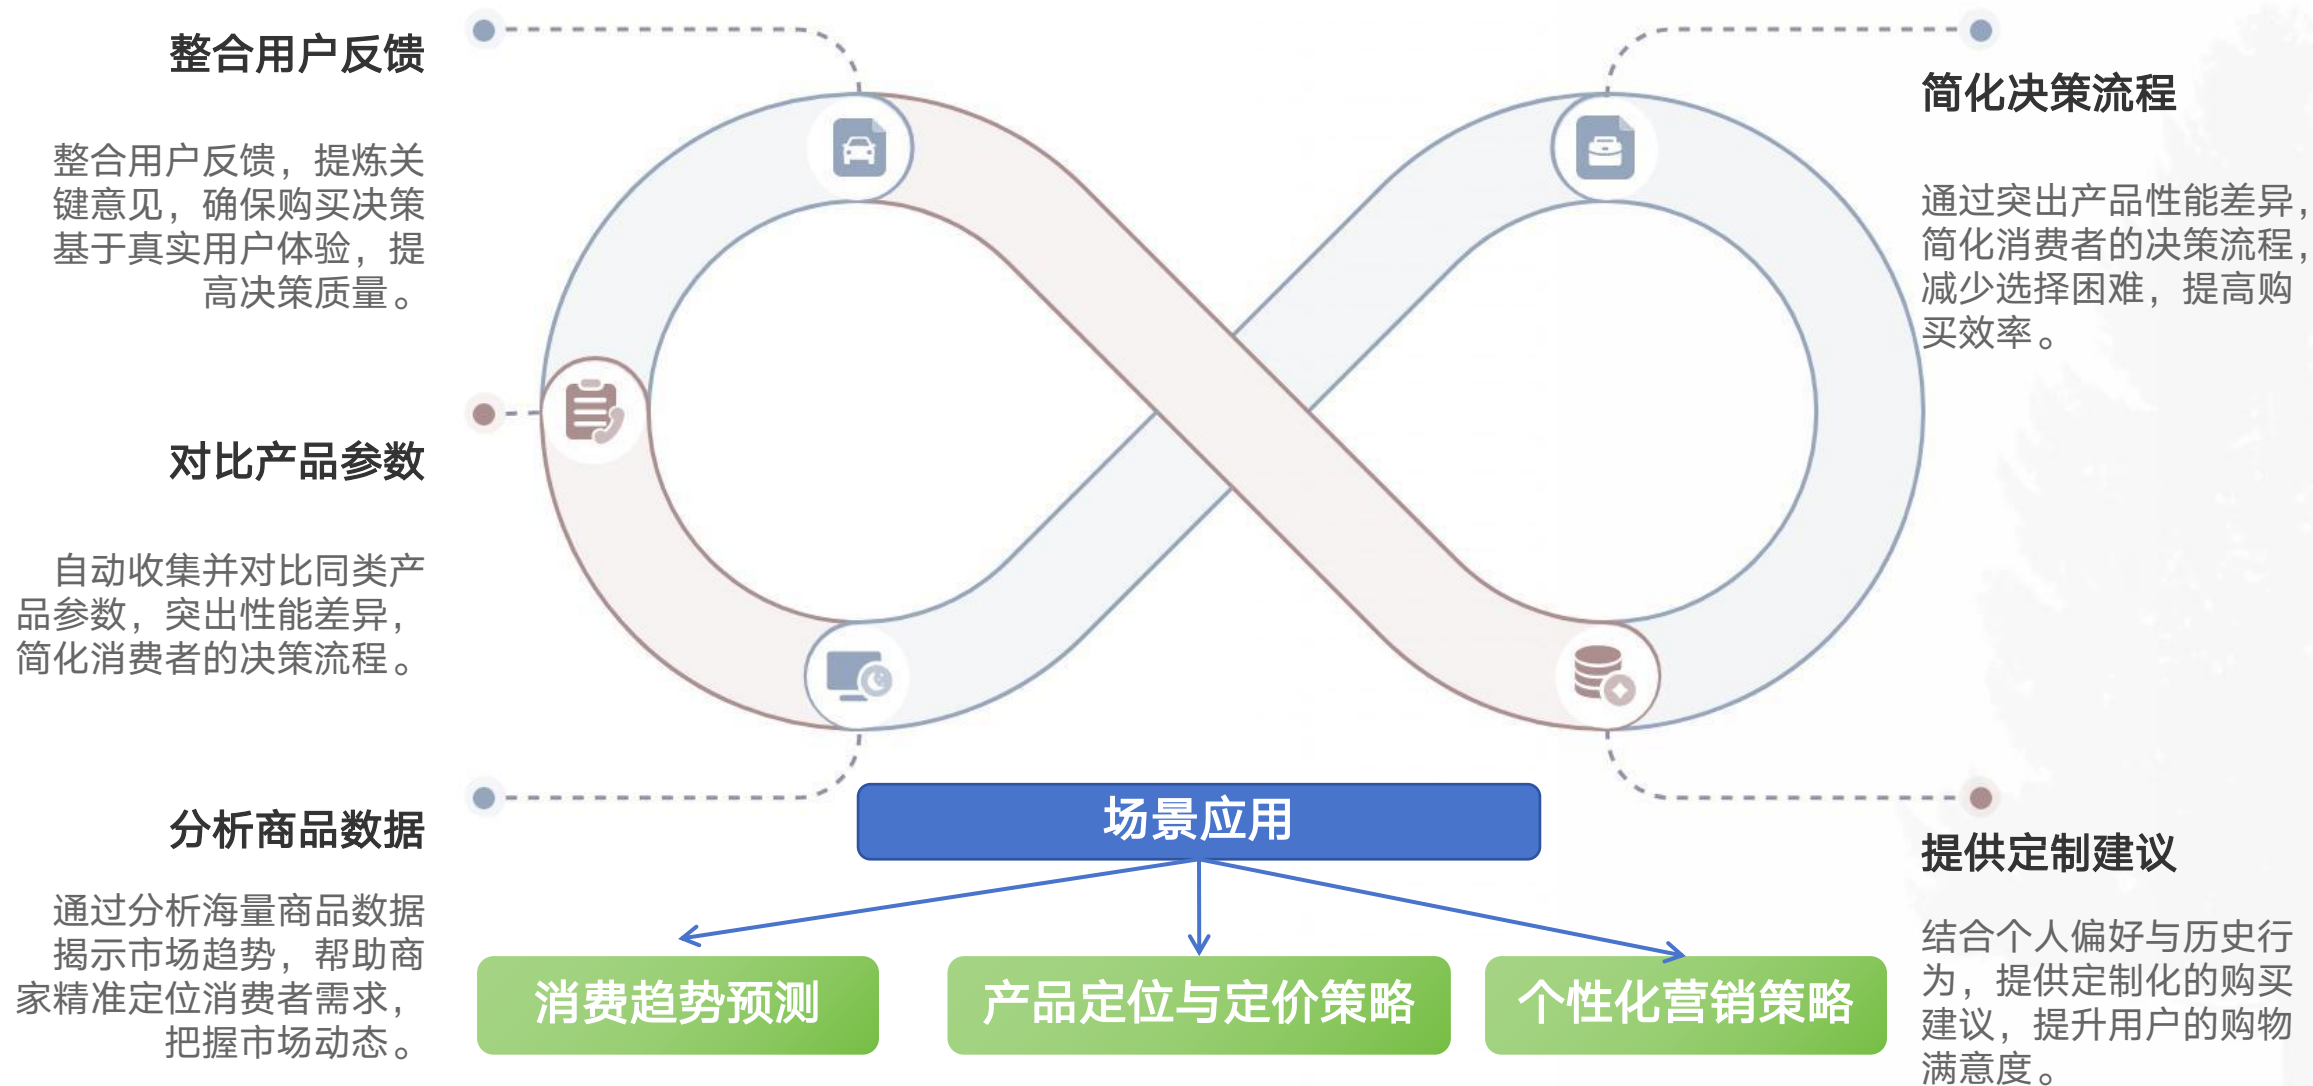 整合用户反馈
整合用户反馈，提炼关
键意见，确保购买决策
基于真实用户体验，提
高决策质量。
对比产品参数
自动收集并对比同类产
品参数，突出性能差异，
简化消费者的决策流程。
分析商品数据
通过分析海量商品数据
揭示市场趋势，帮助商
家精准定位消费者需求，
把握市场动态。
简化决策流程
通过突出产品性能差异，
简化消费者的决策流程，
减少选择困难，提高购
买效率。
提供定制建议
结合个人偏好与历史行
为，提供定制化的购买
建议，提升用户的购物
满意度。
场景应用
消费趋势预测
产品定位与定价策略
个性化营销策略